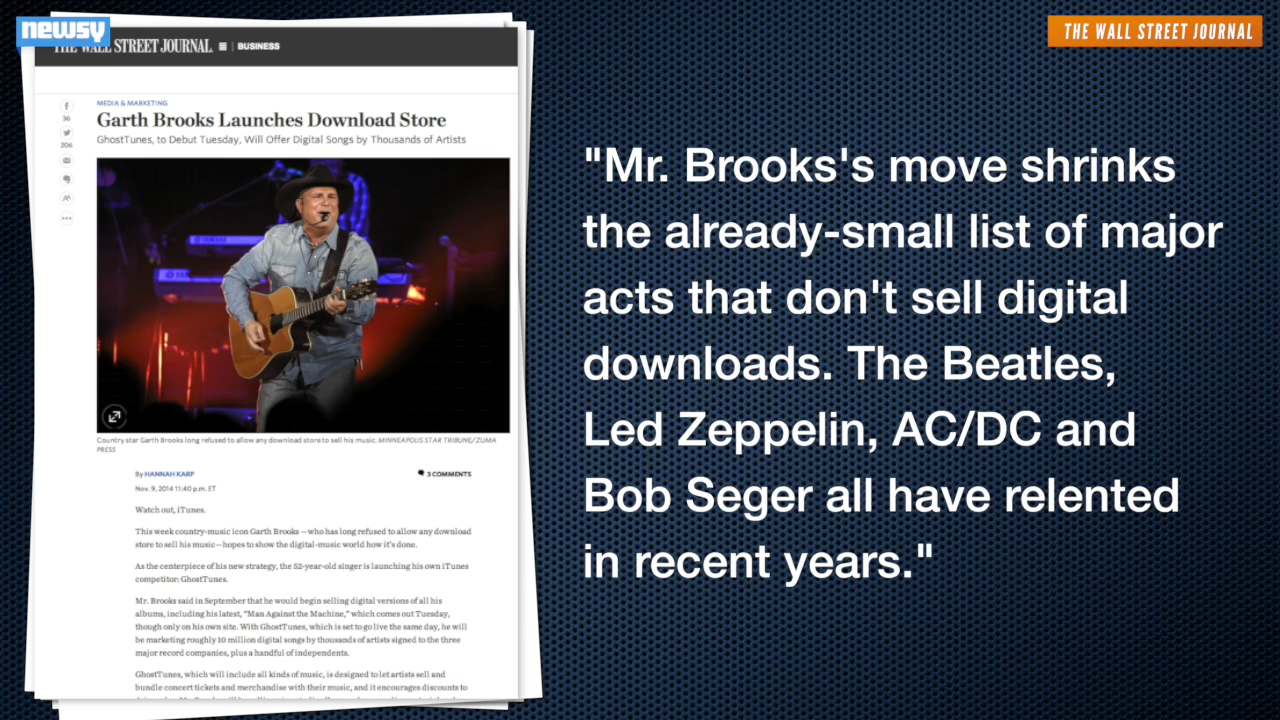 newsy
THE WALL STREET JOURNAL
THE WALL STREET JOURNAL. | BUSINESS
MEDIA & MARKETING
Garth Brooks Launches Download Store
GhostTunes, to Debut Tuesday, Will Offer Digital Songs by Thousands of Artists
36
206
YAMAHA
Country star Garth Brooks long refused to allow any download store to sell his music. MINNEAPOLIS STAR TRIBUNE/ZUMA
PRESS
By HANNAH KARP
3 COMMENTS
Nov. 9, 2014 11:40 p.m. ET
Watch out, iTunes.
This week country-music icon Garth Brooks—who has long refused to allow any download
store to sell his music—hopes to show the digital-music world how it's done.
As the centerpiece of his new strategy, the 52-year-old singer is launching his own iTunes
competitor: GhostTunes.
Mr. Brooks said in September that he would begin selling digital versions of all his
albums, including his latest, "Man Against the Machine," which comes out Tuesday,
though only on his own site. With GhostTunes, which is set to go live the same day, he will
be marketing roughly 10 million digital songs by thousands of artists signed to the three
major record companies, plus a handful of independents.
GhostTunes, which will include all kinds of music, is designed to let artists sell and
bundle concert tickets and merchandise with their music, and it encourages discounts to
"Mr. Brooks's move shrinks
the already-small list of major
acts that don't sell digital
downloads. The Beatles,
Led Zeppelin, AC/DC and
Bob Seger all have relented
in recent years."